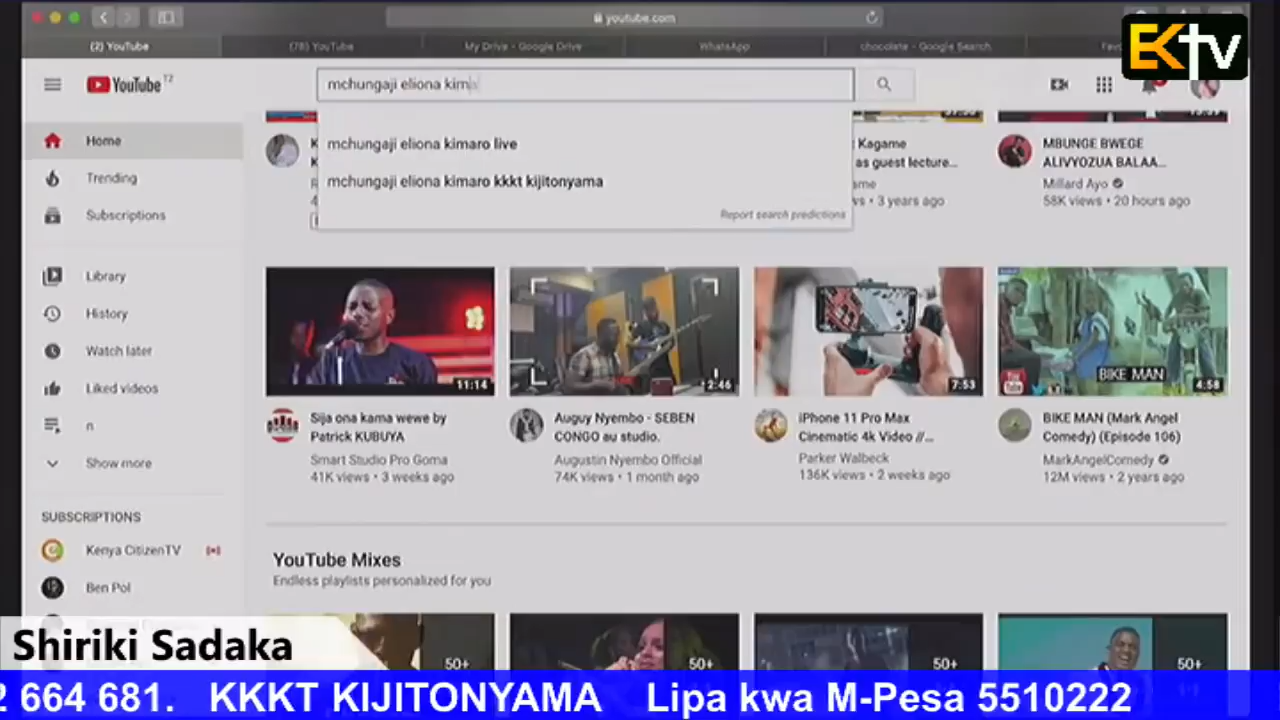 youtube.com
(2) YouTube
(78) YouTube
My Drive - Google Drive
WhatsApp
chocolate - Google Search
EKtv
YouTube TZ
mchungaji eliona kima
mchungaji eliona kimaro live
mchungaji eliona kimaro kkkt kijitonyama
Report search predictions
Home
Trending
Subscriptions
Library
History
Watch later
Liked videos
n
Show more
SUBSCRIPTIONS
Kenya CitizenTV
Ben Pol
Kagame
as guest lecture...
3 years ago
MBUNGE BWEGE
ALIVYOZUA BALAA...
Millard Ayo
58K views • 20 hours ago
11:14
Sija ona kama wewe by
Patrick KUBUYA
Smart Studio Pro Goma
41K views • 3 weeks ago
2:46
Auguy Nyembo - SEBEN
CONGO au studio.
Augustin Nyembo Official
74K views • 1 month ago
7:53
iPhone 11 Pro Max
Cinematic 4k Video //...
Parker Walbeck
136K views • 2 weeks ago
BIKE MAN
4:58
BIKE MAN (Mark Angel
Comedy) (Episode 106)
MarkAngelComedy
12M views • 2 years ago
YouTube Mixes
Endless playlists personalized for you
50+
50+
50+
50+
Shiriki Sadaka
664 681. KKKT KIJITONYAMA Lipa kwa M-Pesa 5510222